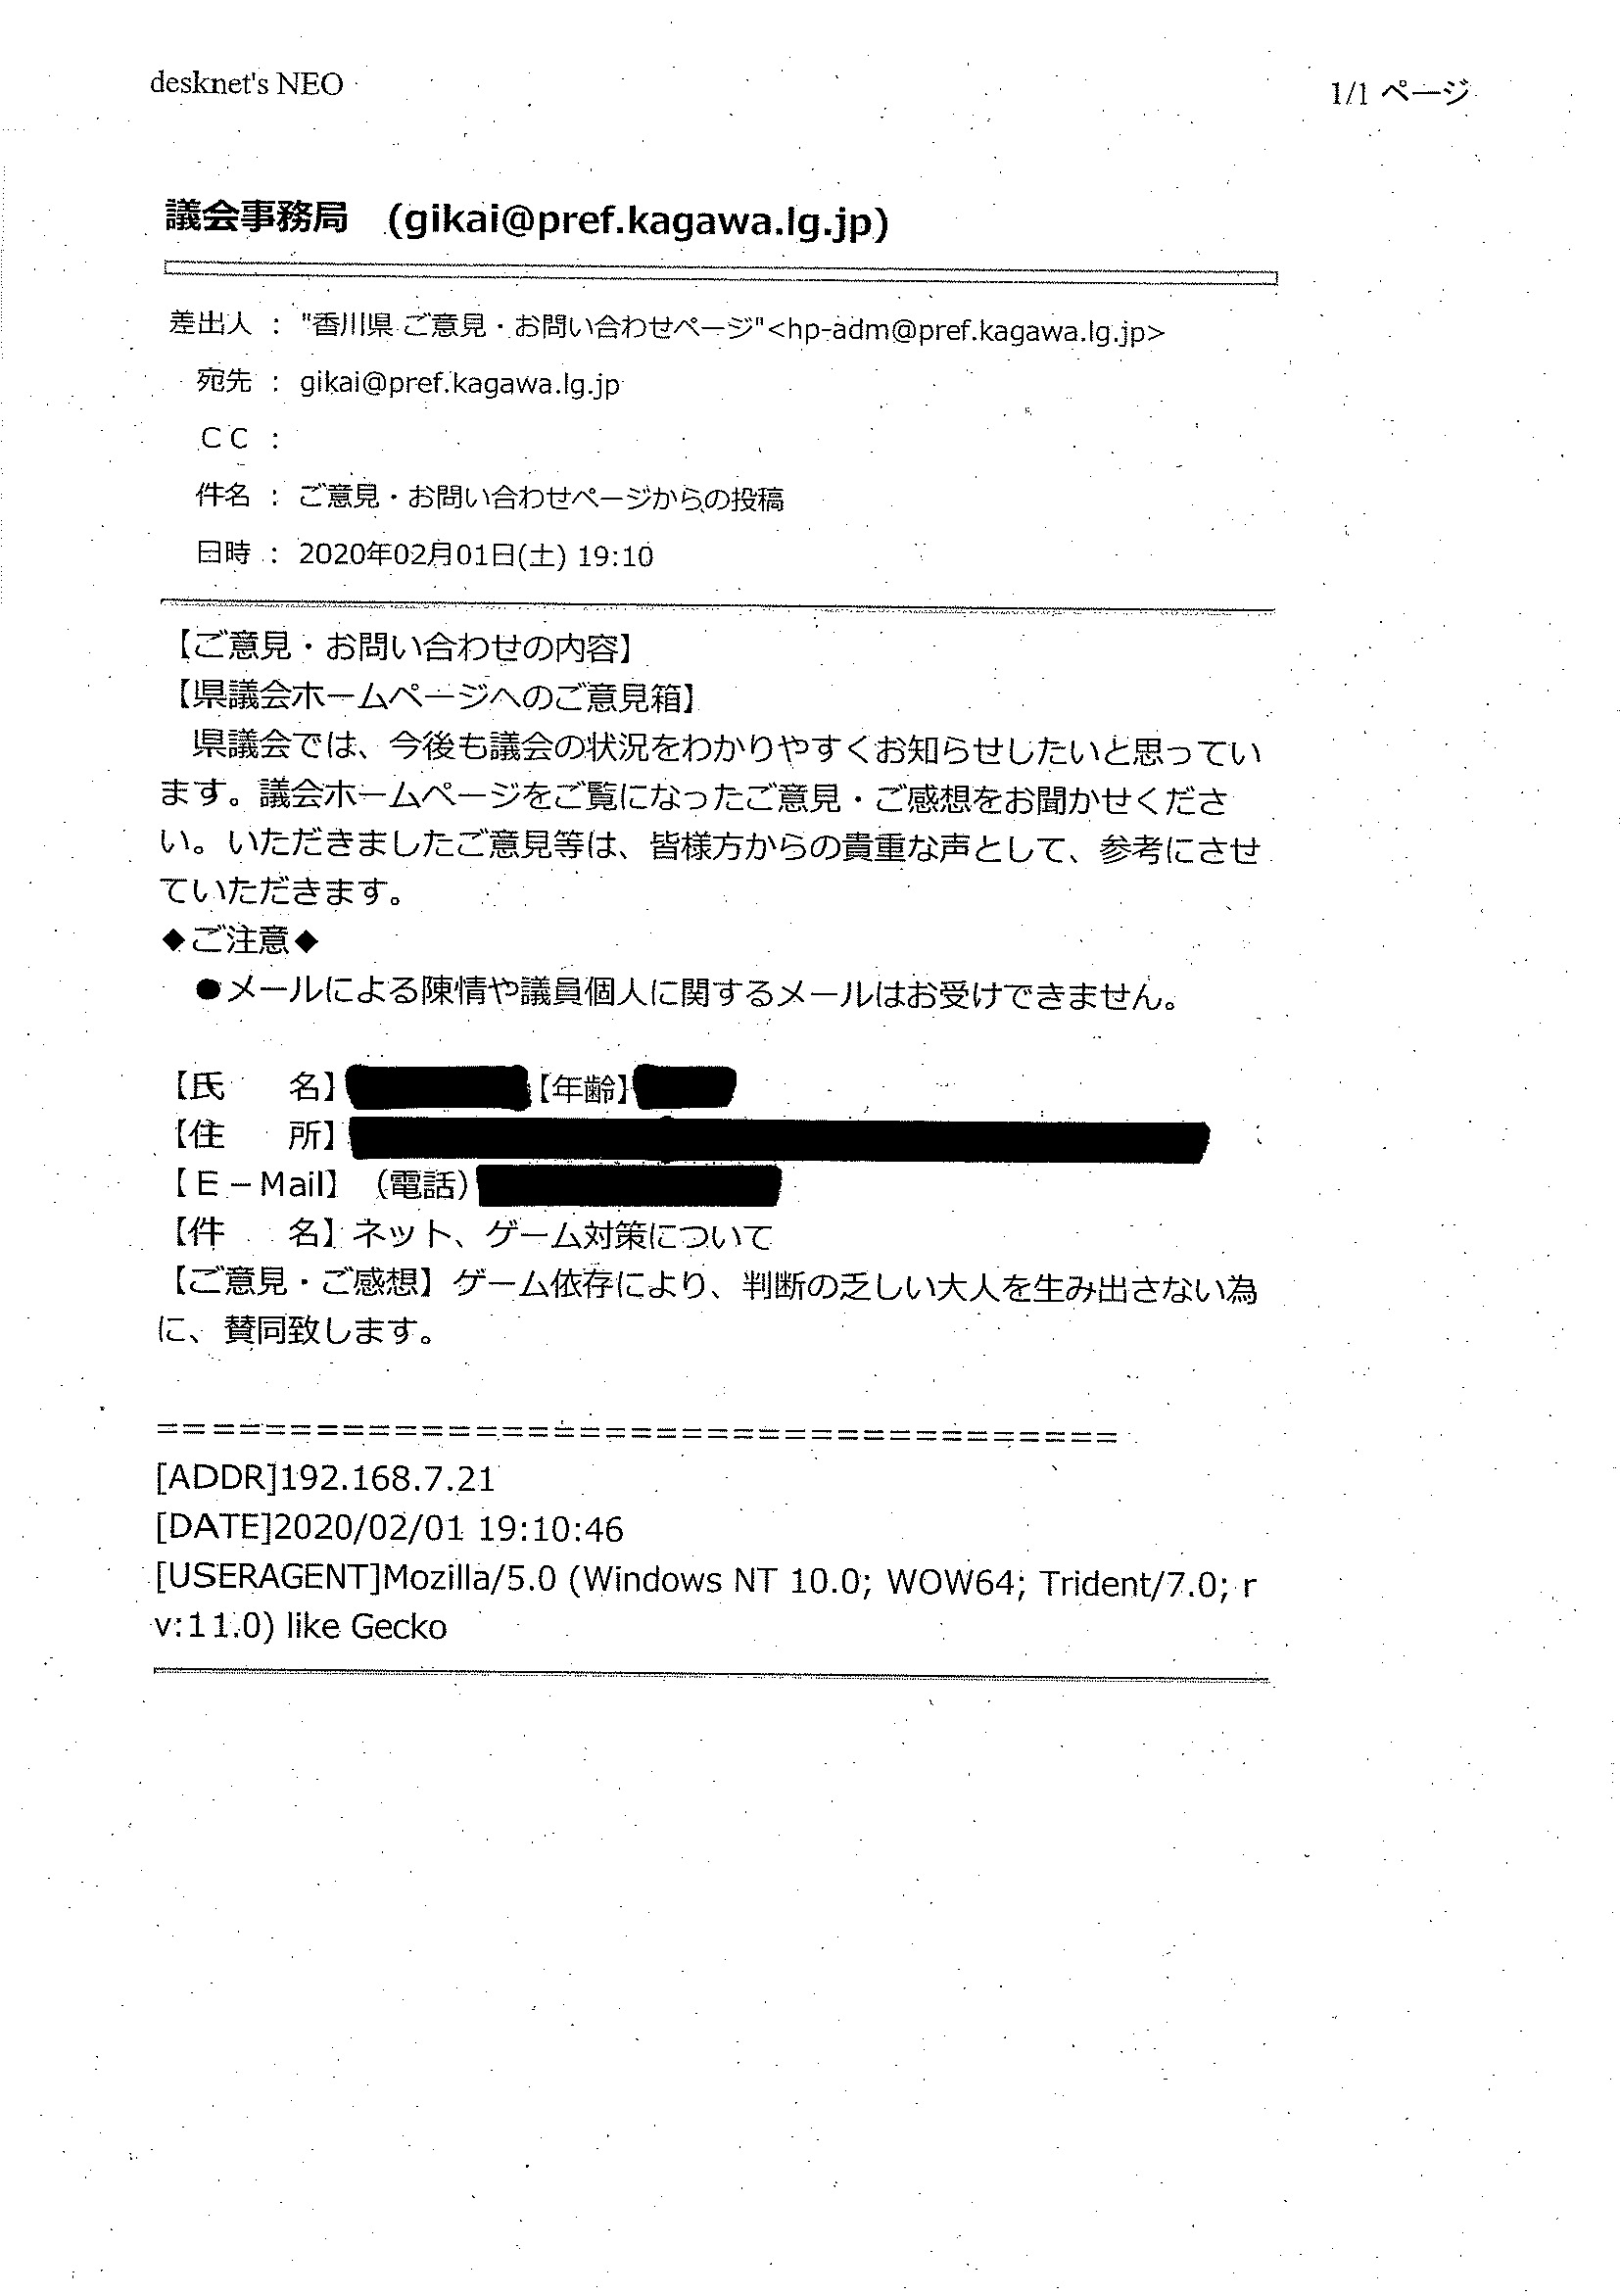 desknet's NEO
1/1 ページ
議会事務局　(gikai@pref.kagawa.lg.jp)
差出人 ： "香川県 ご意見・お問い合わせページ"<hp-adm@pref.kagawa.lg.jp>
宛先 ： gikai@pref.kagawa.lg.jp
ＣＣ ：
件名 ： ご意見・お問い合わせページからの投稿
日時 ： 2020年02月01日(土) 19:10
【ご意見・お問い合わせの内容】
【県議会ホームページへのご意見箱】
　県議会では、今後も議会の状況をわかりやすくお知らせしたいと思ってい
ます。議会ホームページをご覧になったご意見・ご感想をお聞かせくださ
い。いただきましたご意見等は、皆様方からの貴重な声として、参考にさせ
ていただきます。
◆ご注意◆
　●メールによる陳情や議員個人に関するメールはお受けできません。
【氏　　名】【年齢】
【住　　所】
【Ｅ－Mail】（電話）
【件　　名】ネット、ゲーム対策について
【ご意見・ご感想】ゲーム依存により、判断の乏しい大人を生み出さない為
に、賛同致します。
=====================================
[ADDR]192.168.7.21
[DATE]2020/02/01 19:10:46
[USERAGENT]Mozilla/5.0 (Windows NT 10.0; WOW64; Trident/7.0; r
v:11.0) like Gecko